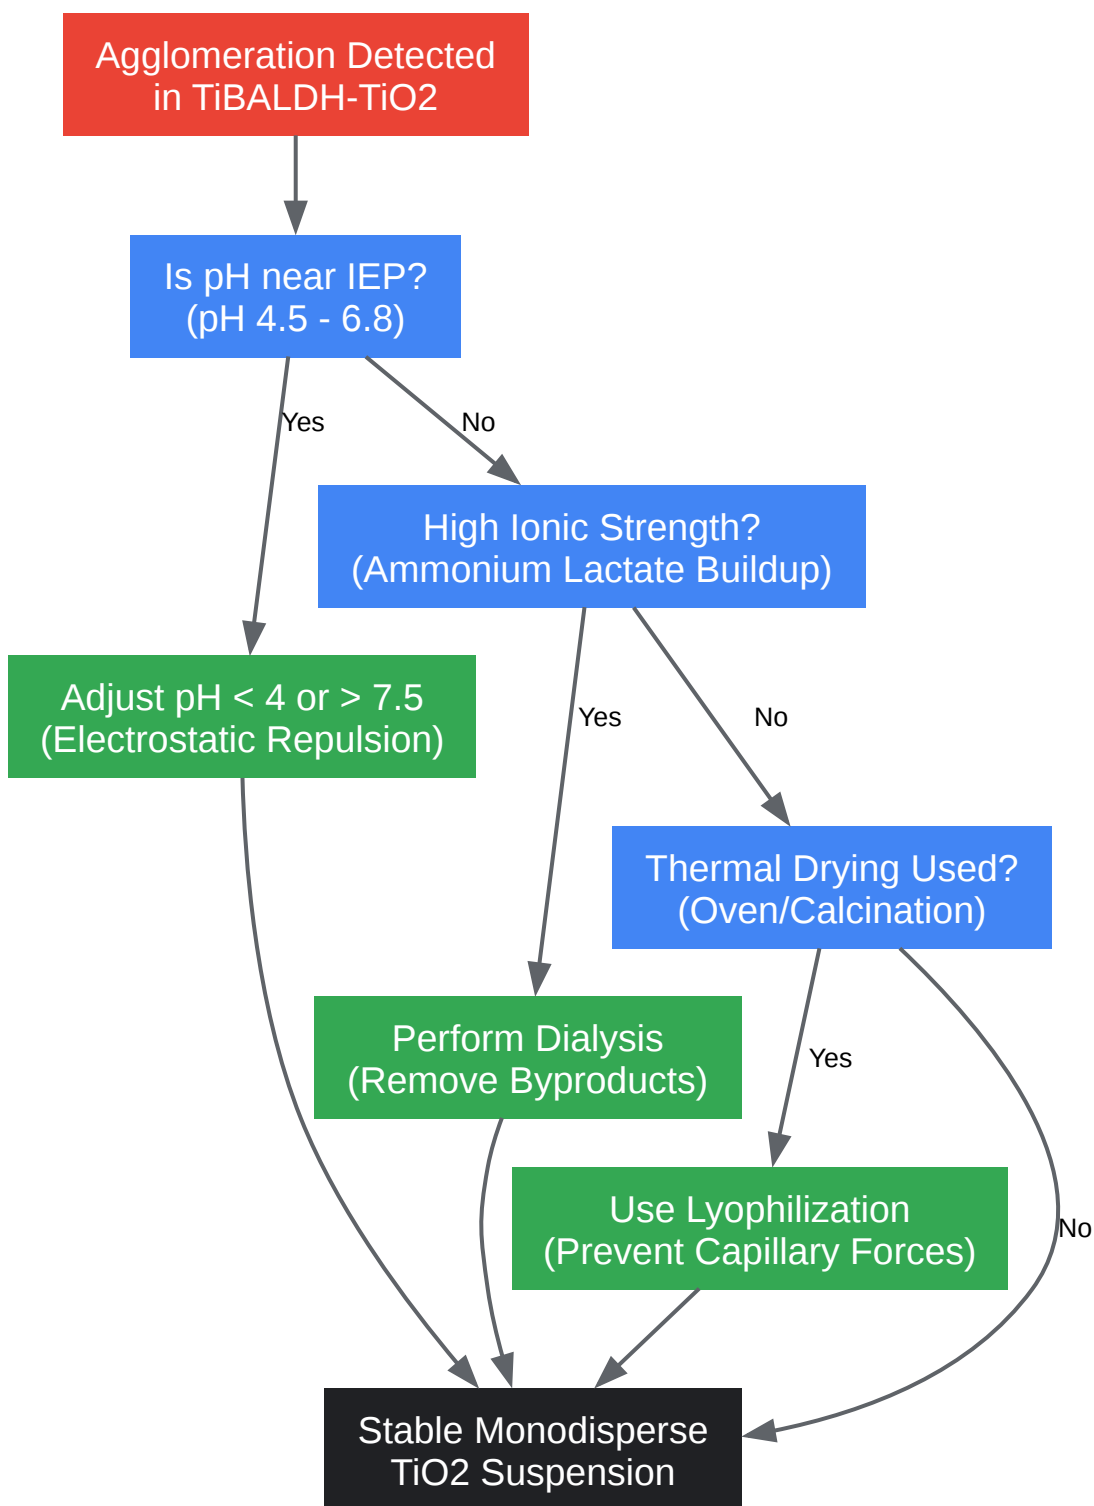 Agglomeration Detected
in TiBALDH-TiO2
Is pH near IEP?
(pH 4.5 - 6.8)
Yes
No
High Ionic Strength?
(Ammonium Lactate Buildup)
Adjust pH < 4 or > 7.5
(Electrostatic Repulsion)
Yes
No
Thermal Drying Used?
(Oven/Calcination)
Perform Dialysis
(Remove Byproducts)
Yes
Use Lyophilization
(Prevent Capillary Forces)
No
Stable Monodisperse
TiO2 Suspension